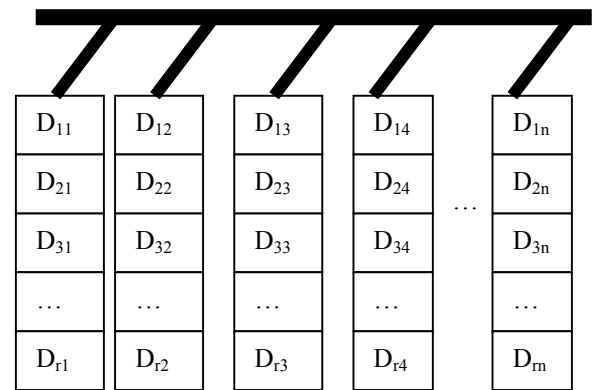 D₁₁ D₁₂ D₁₃ D₁₄ D₁ₙ
D₂₁ D₂₂ D₂₃ D₂₄ … D₂ₙ
D₃₁ D₃₂ D₃₃ D₃₄ D₃ₙ
… … … … …
Dᵣ₁ Dᵣ₂ Dᵣ₃ Dᵣ₄ Dᵣₙ